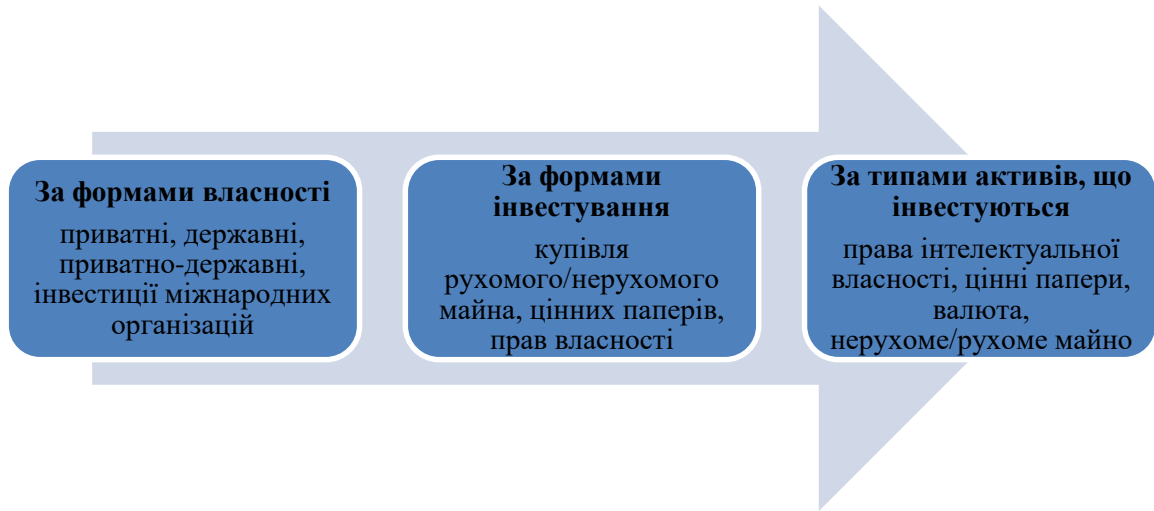 За формами власності
приватні, державні,
приватно-державні,
інвестиції міжнародних
організацій
За формами
інвестування
купівля
рухомого/нерухомого
майна, цінних паперів,
прав власності
За типами активів, що
інвестуються
права інтелектуальної
власності, цінні папери,
валюта,
нерухоме/рухоме майно